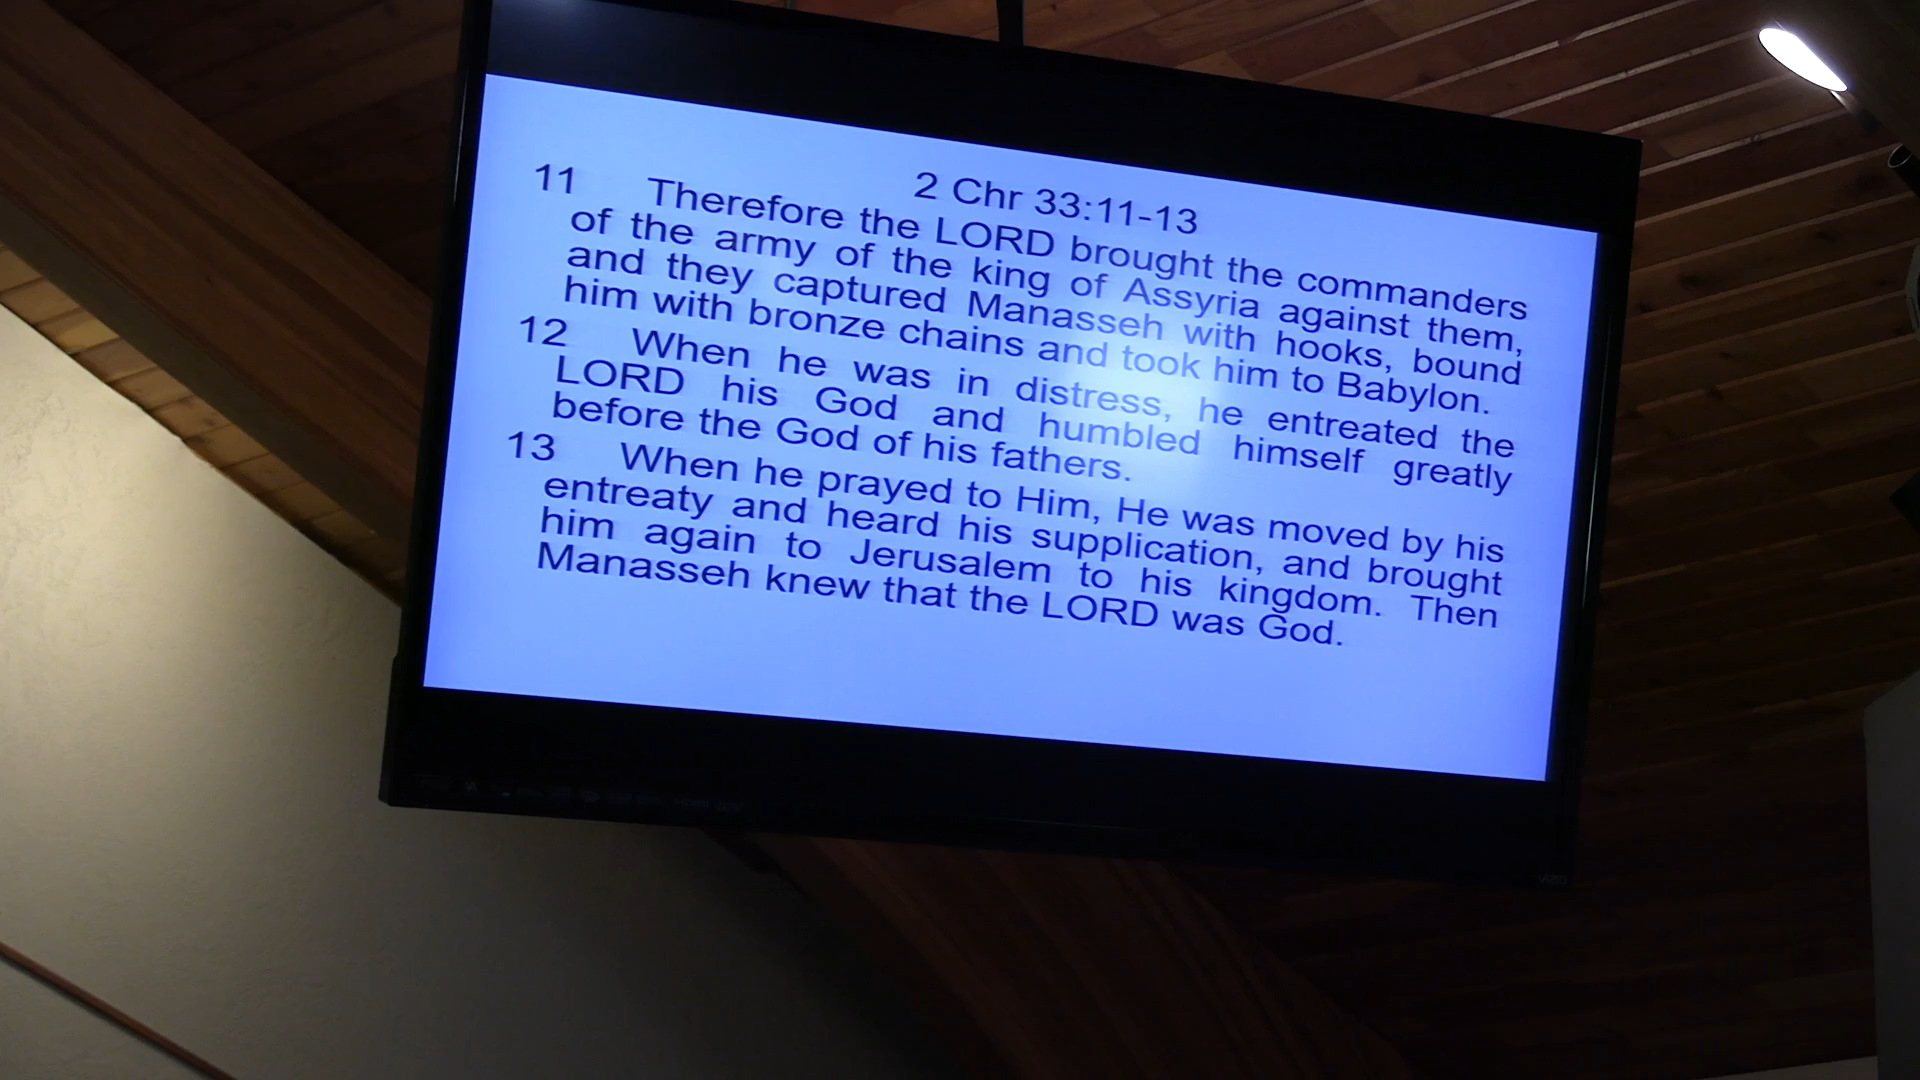 2 Chr 33:11-13
11 Therefore the LORD brought the commanders
of the army of the king of Assyria against them,
and they captured Manasseh with hooks, bound
him with bronze chains and took him to Babylon.
12 When he was in distress, he entreated the
LORD his God and humbled himself greatly
before the God of his fathers.
13 When he prayed to Him, He was moved by his
entreaty and heard his supplication, and brought
him again to Jerusalem to his kingdom. Then
Manasseh knew that the LORD was God.
VIZIO